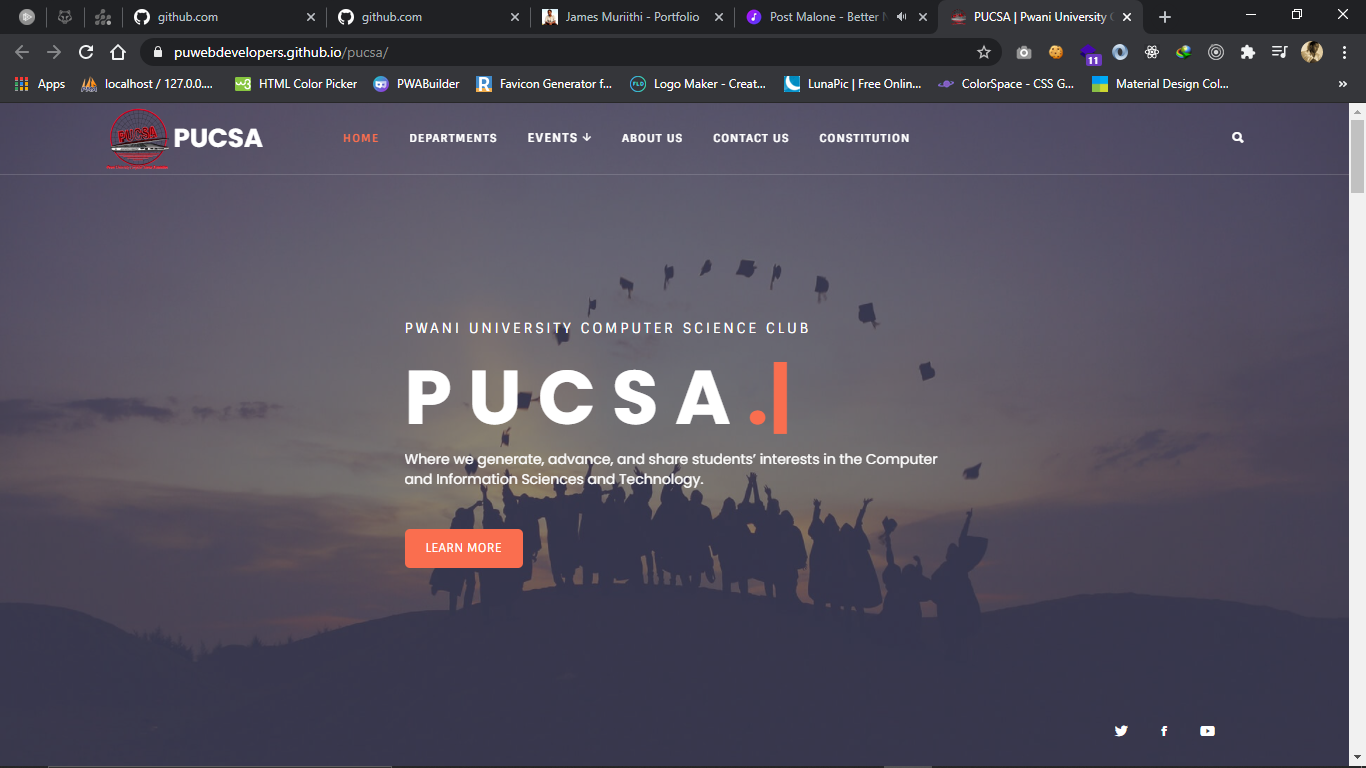 github.com
github.com
James Muriithi - Portfolio
Post Malone - Better
PUCSA | Pwani University
puwebdevelopers.github.io/pucsa/
11
Apps
localhost / 127.0.0....
HTML Color Picker
PWABuilder
Favicon Generator f...
Logo Maker - Creat...
LunaPic | Free Onlin...
ColorSpace - CSS G...
Material Design Col...
»
PUCSA
PUCSA
HOME
DEPARTMENTS
EVENTS ↓
ABOUT US
CONTACT US
CONSTITUTION
PWANI UNIVERSITY COMPUTER SCIENCE CLUB
PUCSA.|
Where we generate, advance, and share students’ interests in the Computer
and Information Sciences and Technology.
LEARN MORE